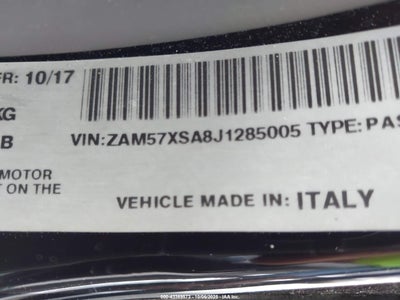 FR: 10/17
KG
B VIN:ZAM57XSA8J1285005 TYPE:PAS
MOTOR
T ON THE
VEHICLE MADE IN: ITALY